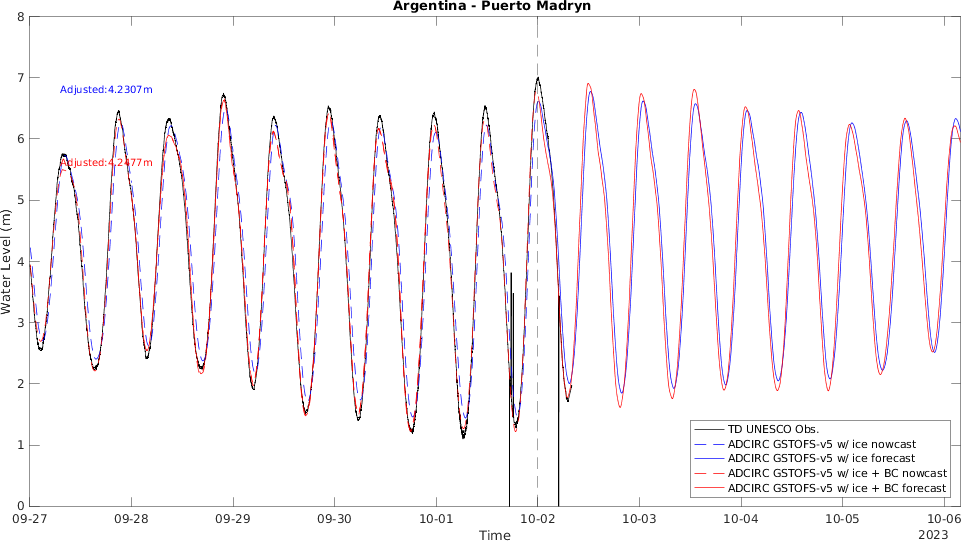 Argentina - Puerto Madryn
8
7
6
5
4
3
2
1
0
Water Level (m)
Adjusted:4.2307m
Adjusted:4.2477m
TD UNESCO Obs.
ADCIRC GSTOFS-v5 w/ ice nowcast
ADCIRC GSTOFS-v5 w/ ice forecast
ADCIRC GSTOFS-v5 w/ ice + BC nowcast
ADCIRC GSTOFS-v5 w/ ice + BC forecast
09-27 09-28 09-29 09-30 10-01 10-02 10-03 10-04 10-05 10-06
Time
2023